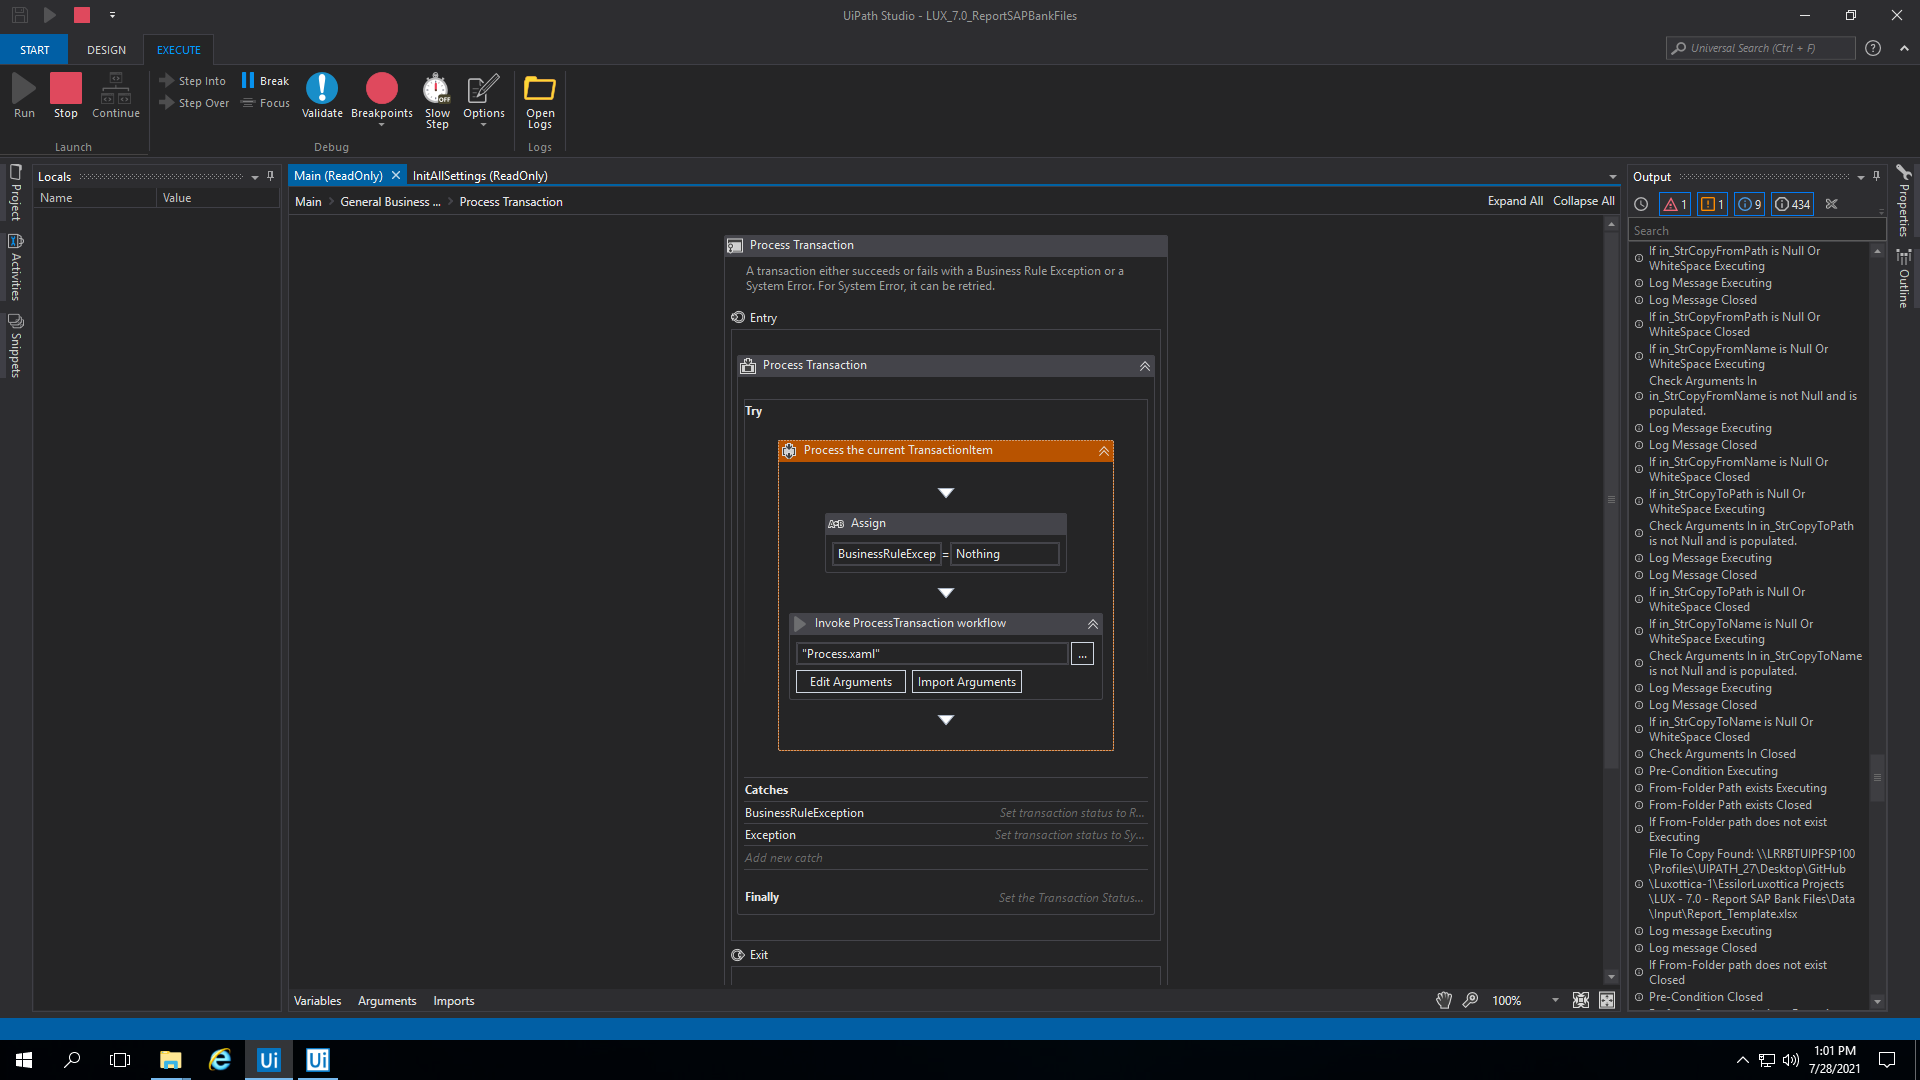 UiPath Studio - LUX_7.0_ReportSAPBankFiles
START
DESIGN
EXECUTE
Universal Search (Ctrl + F)
Run
Stop
Continue
Launch
Step Into
Step Over
Break
Focus
Validate
Breakpoints
Slow
Step
OFF
Options
Debug
Open
Logs
Logs
Project
Activities
Snippets
Locals
Name
Value
Main (ReadOnly)
InitAllSettings (ReadOnly)
Main
General Business ...
Process Transaction
Expand All
Collapse All
Process Transaction
A transaction either succeeds or fails with a Business Rule Exception or a
System Error. For System Error, it can be retried.
Entry
Process Transaction
Try
Process the current TransactionItem
A+B
Assign
BusinessRuleExcep
=
Nothing
Invoke ProcessTransaction workflow
"Process.xaml"
...
Edit Arguments
Import Arguments
Catches
BusinessRuleException
Set transaction status to R...
Exception
Set transaction status to Sy...
Add new catch
Finally
Set the Transaction Status...
Exit
Variables
Arguments
Imports
100%
Output
1
1
9
434
Search
If in_StrCopyFromPath is Null Or
WhiteSpace Executing
Log Message Executing
Log Message Closed
If in_StrCopyFromPath is Null Or
WhiteSpace Closed
If in_StrCopyFromName is Null Or
WhiteSpace Executing
Check Arguments In
in_StrCopyFromName is not Null and is
populated.
Log Message Executing
Log Message Closed
If in_StrCopyFromName is Null Or
WhiteSpace Closed
If in_StrCopyToPath is Null Or
WhiteSpace Executing
Check Arguments In in_StrCopyToPath
is not Null and is populated.
Log Message Executing
Log Message Closed
If in_StrCopyToPath is Null Or
WhiteSpace Closed
If in_StrCopyToName is Null Or
WhiteSpace Executing
Check Arguments In in_StrCopyToName
is not Null and is populated.
Log Message Executing
Log Message Closed
If in_StrCopyToName is Null Or
WhiteSpace Closed
Check Arguments In Closed
Pre-Condition Executing
From-Folder Path exists Executing
From-Folder Path exists Closed
If From-Folder path does not exist
Executing
File To Copy Found: \\LRRBTUIPFSP100
\Profiles\UIPATH_27\Desktop\GitHub
\Luxottica-1\EssilorLuxottica Projects
\LUX - 7.0 - Report SAP Bank Files\Data
\Input\Report_Template.xlsx
Log message Executing
Log message Closed
If From-Folder path does not exist
Closed
Pre-Condition Closed
Properties
Outline
Ui
Ui
1:01 PM
7/28/2021